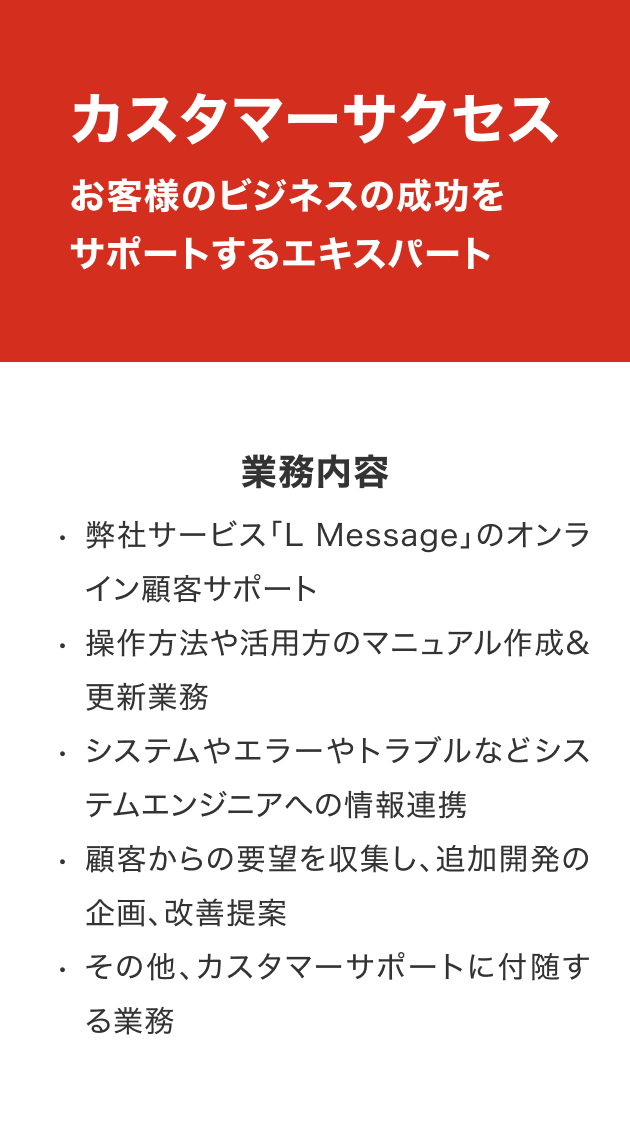 カスタマーサクセス
お客様のビジネスの成功を
サポートするエキスパート
業務内容
・弊社サービス「L Message」のオンラ
イン顧客サポート
・操作方法や活用方のマニュアル作成&
更新業務
・システムやエラーやトラブルなどシス
テムエンジニアへの情報連携
・顧客からの要望を収集し、追加開発の
企画、改善提案
・その他、カスタマーサポートに付随す
る業務